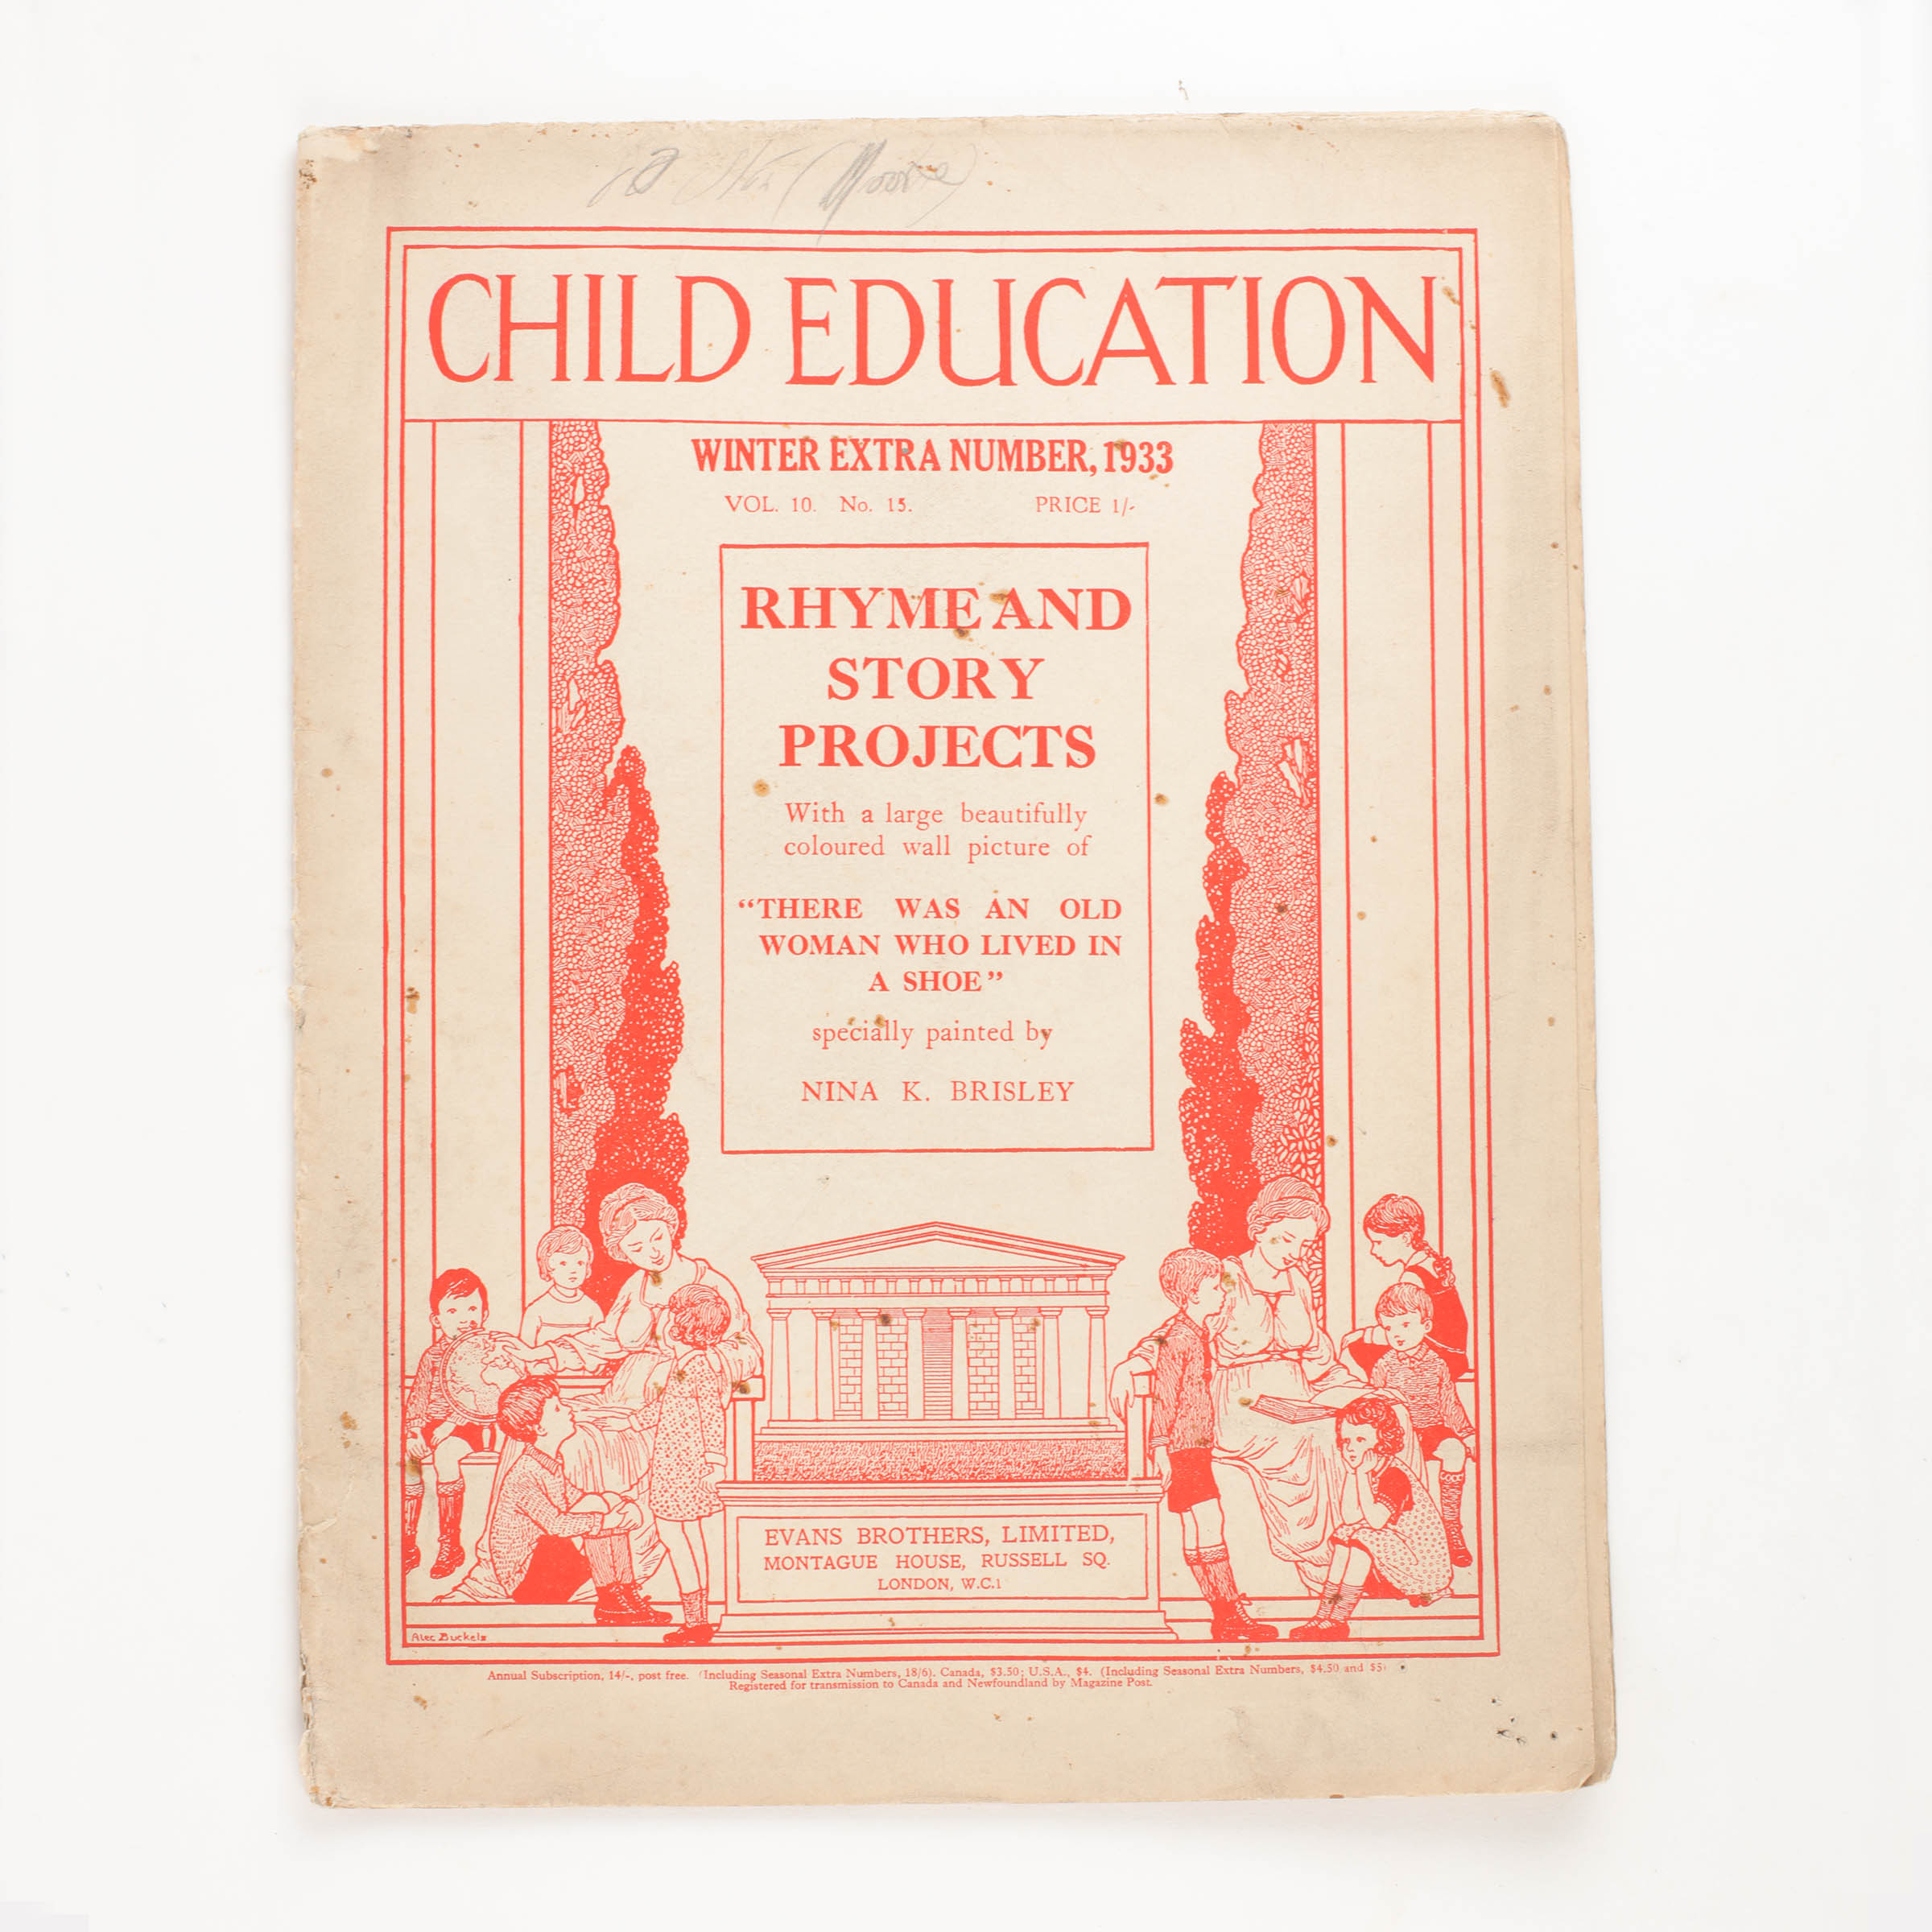 (Moore)
CHILD EDUCATION
WINTER EXTRA NUMBER, 1933
VOL. 10. No. 15. PRICE 1/-
RHYME AND
STORY
PROJECTS
With a large beautifully
coloured wall picture of
“THERE WAS AN OLD
WOMAN WHO LIVED IN
A SHOE”
specially painted by
NINA K. BRISLEY
EVANS BROTHERS, LIMITED,
MONTAGUE HOUSE, RUSSELL SQ.
LONDON, W.C.1
Alec Buckels
Annual Subscription, 14/-, post free. (Including Seasonal Extra Numbers, 18/6). Canada, $3.50; U.S.A., $4. (Including Seasonal Extra Numbers, $4.50 and $5)
Registered for transmission to Canada and Newfoundland by Magazine Post.